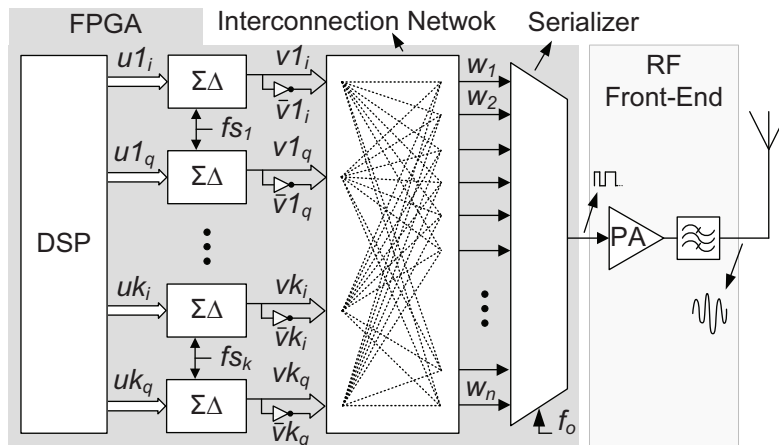 FPGA
Interconnection Netwok
Serializer
RF
Front-End
DSP
u1i
ΣΔ
v1i
v̄1i
fs1
u1q
ΣΔ
v1q
v̄1q
uki
ΣΔ
vki
v̄ki
fsk
ukq
ΣΔ
vkq
v̄kq
w1
w2
wn
fo
PA